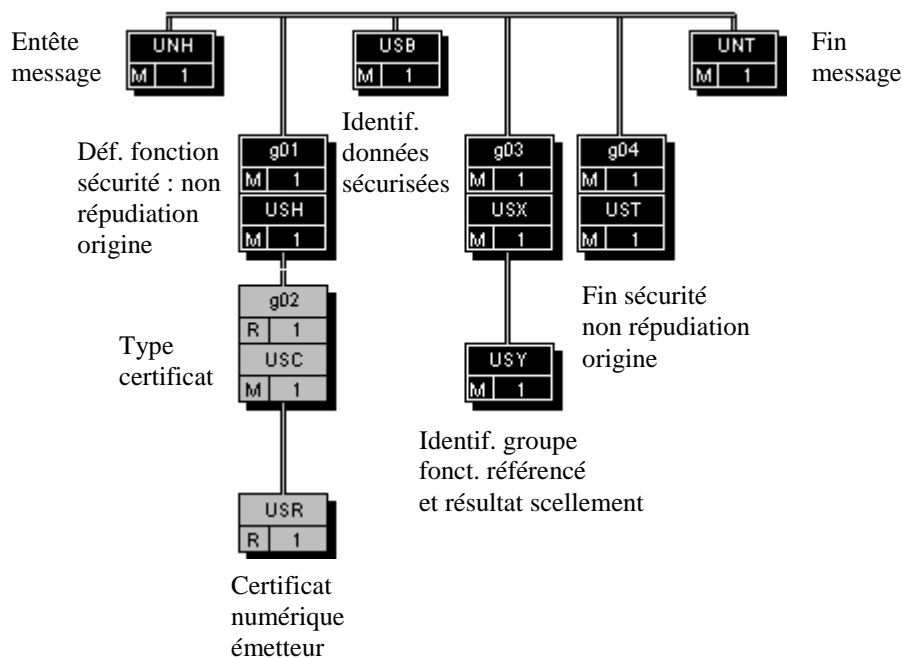 Entête
message
UNH
M 1
USB
M 1
UNT
M 1
Fin
message
Déf. fonction
sécurité : non
répudiation
origine
g01
M 1
USH
M 1
Identif.
données
sécurisées
g03
M 1
USX
M 1
g04
M 1
UST
M 1
Type
certificat
g02
R 1
USC
M 1
USY
M 1
Fin sécurité
non répudiation
origine
Identif. groupe
fonct. référencé
et résultat scellement
USR
R 1
Certificat
numérique
émetteur